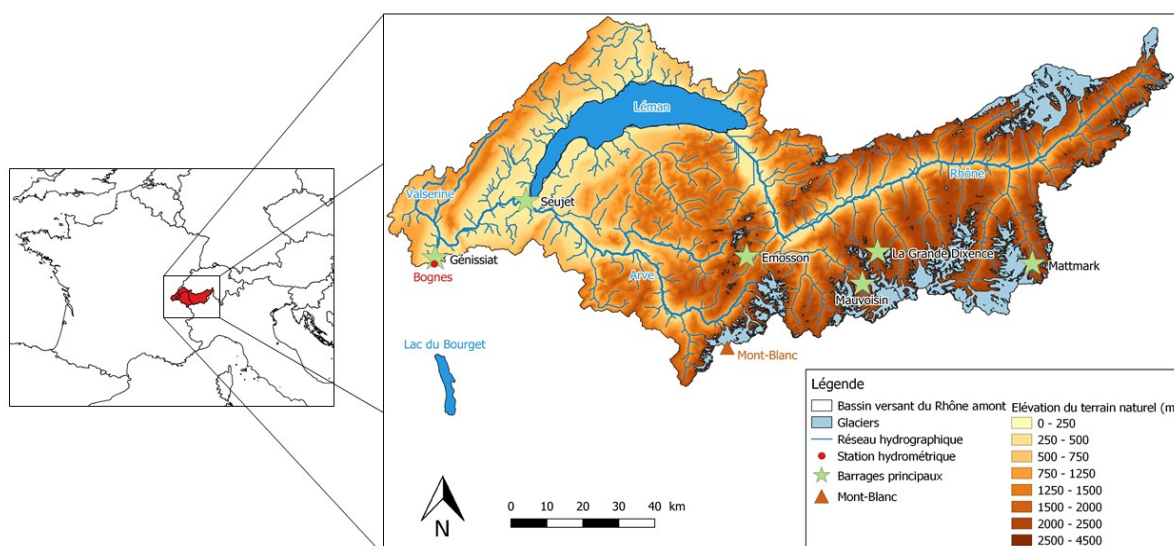 Léman
Valserine
Rhône
Seujet
Génissiat
Bognes
Arve
Emosson
La Grande Dixence
Mattmark
Mauvoisin
Lac du Bourget
Mont-Blanc
N
0 10 20 30 40 km
Légende
Bassin versant du Rhône amont
Glaciers
Réseau hydrographique
Station hydrométrique
Barrages principaux
Mont-Blanc
Elévation du terrain naturel (m
0 - 250
250 - 500
500 - 750
750 - 1250
1250 - 1500
1500 - 2000
2000 - 2500
2500 - 4500